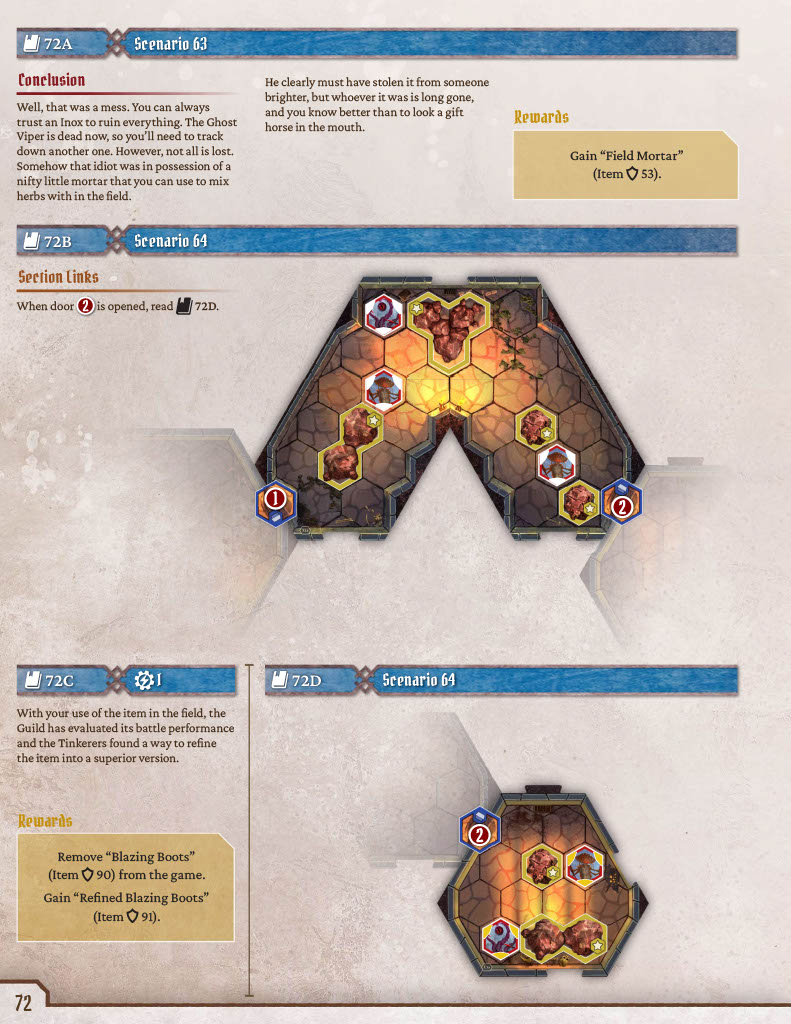 72A
Scenario 63
Conclusion
Well, that was a mess. You can always
trust an Inox to ruin everything. The Ghost
Viper is dead now, so you'll need to track
down another one. However, not all is lost.
Somehow that idiot was in possession of a
nifty little mortar that you can use to mix
herbs with in the field.
He clearly must have stolen it from someone
brighter, but whoever it was is long gone,
and you know better than to look a gift
horse in the mouth.
Rewards
Gain “Field Mortar”
(Item 53).
72B
Scenario 64
Section Links
When door 2 is opened, read 72D.
1
2
72C
1
With your use of the item in the field, the
Guild has evaluated its battle performance
and the Tinkerers found a way to refine
the item into a superior version.
Rewards
Remove “Blazing Boots”
(Item 90) from the game.
Gain “Refined Blazing Boots”
(Item 91).
72D
Scenario 64
2
72